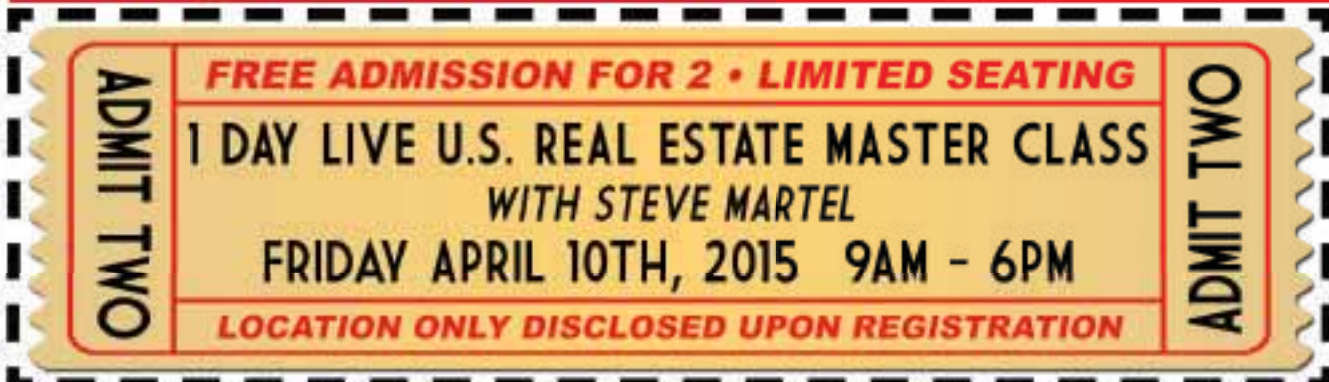 ADMIT TWO
FREE ADMISSION FOR 2 • LIMITED SEATING
1 DAY LIVE U.S. REAL ESTATE MASTER CLASS
WITH STEVE MARTEL
FRIDAY APRIL 10TH, 2015 9AM - 6PM
LOCATION ONLY DISCLOSED UPON REGISTRATION
ADMIT TWO